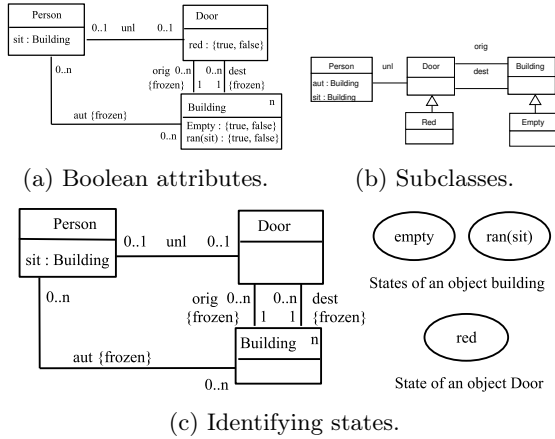 Person
sit : Building
0..1 unl 0..1
Door
red : {true, false}
0..n
orig 0..n 0..n dest
{frozen} 1 1 {frozen}
Building n
Empty : {true, false}
ran(sit) : {true, false}
aut {frozen}
0..n
(a) Boolean attributes.
Person
aut : Building
sit : Building
unl
Door
orig
dest
Building
Red
Empty
(b) Subclasses.
Person
sit : Building
0..1 unl 0..1
Door
0..n
orig 0..n 0..n dest
{frozen} 1 1 {frozen}
Building n
aut {frozen}
0..n
empty
ran(sit)
States of an object building
red
State of an object Door
(c) Identifying states.